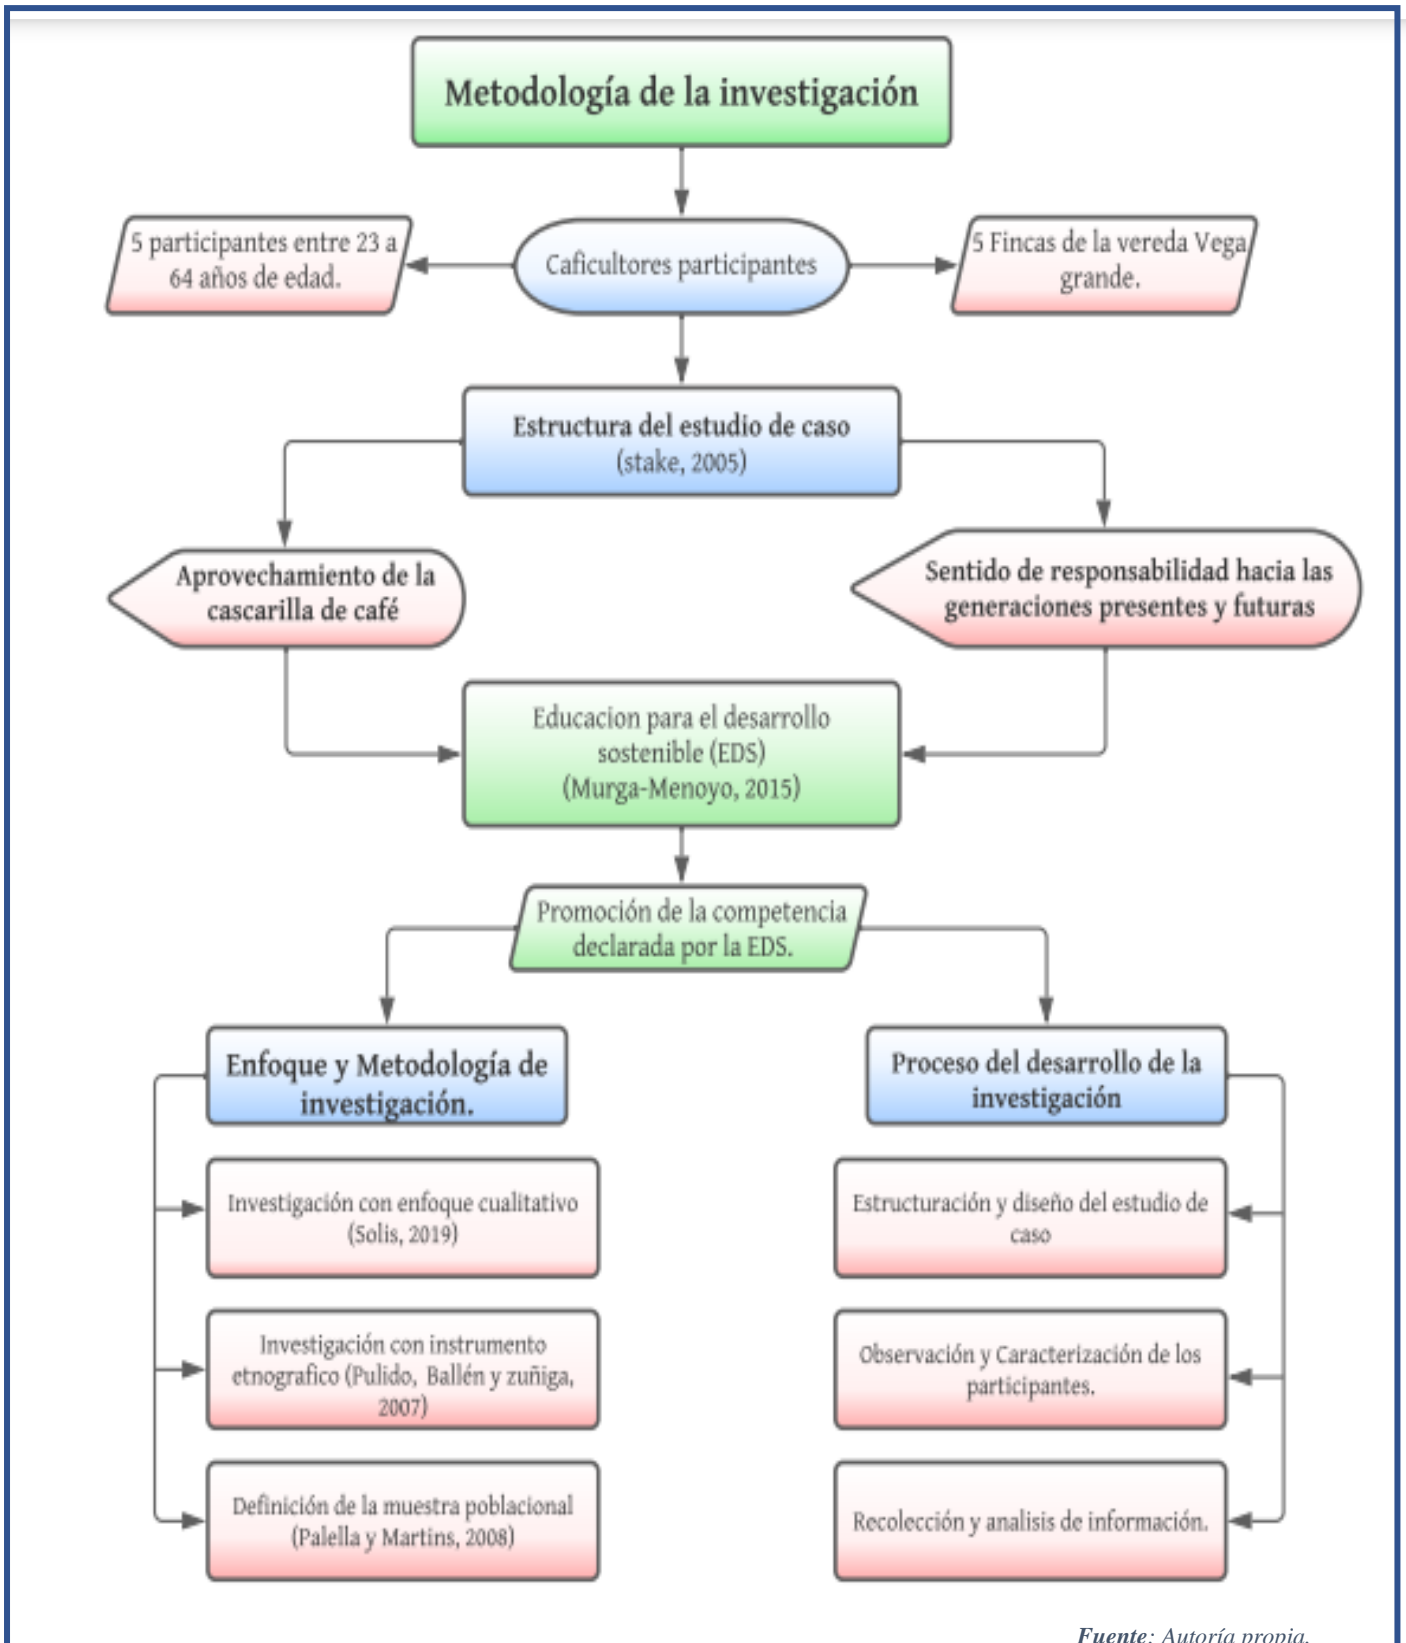 Metodología de la investigación
5 participantes entre 23 a
64 años de edad.
Caficultores participantes
5 Fincas de la vereda Vega
grande.
Estructura del estudio de caso
(stake, 2005)
Aprovechamiento de la
cascarilla de café
Sentido de responsabilidad hacia las
generaciones presentes y futuras
Educacion para el desarrollo
sostenible (EDS)
(Murga-Menoyo, 2015)
Promoción de la competencia
declarada por la EDS.
Enfoque y Metodología de
investigación.
Investigación con enfoque cualitativo
(Solis, 2019)
Investigación con instrumento
etnografico (Pulido, Ballén y zuñiga,
2007)
Definición de la muestra poblacional
(Palella y Martins, 2008)
Proceso del desarrollo de la
investigación
Estructuración y diseño del estudio de
caso
Observación y Caracterización de los
participantes.
Recolección y analisis de información.
Fuente: Autoría propia.